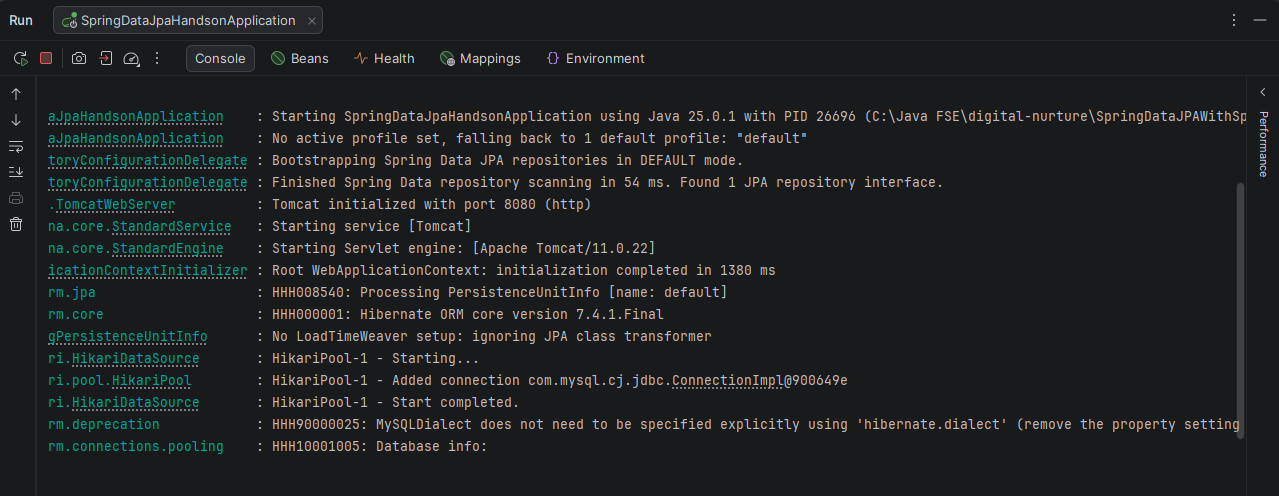 Run SpringDataJpaHandsonApplication
Console Beans Health Mappings Environment
aJpaHandsonApplication : Starting SpringDataJpaHandsonApplication using Java 25.0.1 with PID 26696 (C:\Java FSE\digital-nurture\SpringDataJPAWithSp
aJpaHandsonApplication : No active profile set, falling back to 1 default profile: "default"
toryConfigurationDelegate : Bootstrapping Spring Data JPA repositories in DEFAULT mode.
toryConfigurationDelegate : Finished Spring Data repository scanning in 54 ms. Found 1 JPA repository interface.
.TomcatWebServer : Tomcat initialized with port 8080 (http)
na.core.StandardService : Starting service [Tomcat]
na.core.StandardEngine : Starting Servlet engine: [Apache Tomcat/11.0.22]
icationContextInitializer : Root WebApplicationContext: initialization completed in 1380 ms
rm.jpa : HHH008540: Processing PersistenceUnitInfo [name: default]
rm.core : HHH000001: Hibernate ORM core version 7.4.1.Final
gPersistenceUnitInfo : No LoadTimeWeaver setup: ignoring JPA class transformer
ri.HikariDataSource : HikariPool-1 - Starting...
ri.pool.HikariPool : HikariPool-1 - Added connection com.mysql.cj.jdbc.ConnectionImpl@900649e
ri.HikariDataSource : HikariPool-1 - Start completed.
rm.deprecation : HHH90000025: MySQLDialect does not need to be specified explicitly using 'hibernate.dialect' (remove the property setting
rm.connections.pooling : HHH10001005: Database info:
Performance